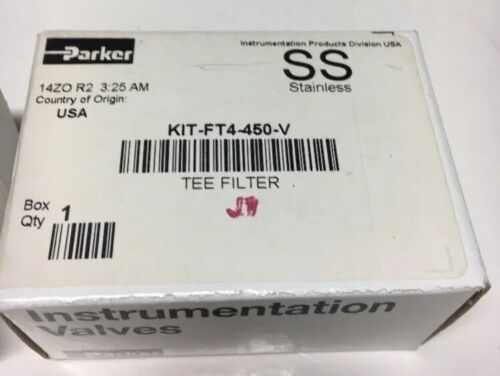 Parker
Instrumentation Products Division USA
SS
Stainless
14ZO R2 3:25 AM
Country of Origin:
USA
KIT-FT4-450-V
TEE FILTER
Box
Qty 1
Instrumentation
Valves
Parker